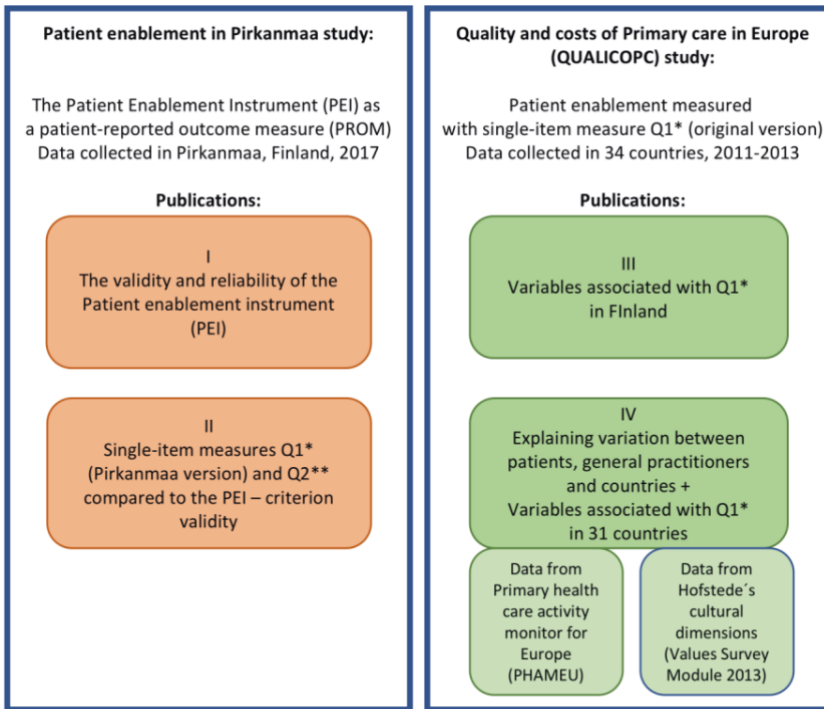 Patient enablement in Pirkanmaa study:
The Patient Enablement Instrument (PEI) as
a patient-reported outcome measure (PROM)
Data collected in Pirkanmaa, Finland, 2017
Publications:
I
The validity and reliability of the
Patient enablement instrument
(PEI)
II
Single-item measures Q1*
(Pirkanmaa version) and Q2**
compared to the PEI – criterion
validity
Quality and costs of Primary care in Europe
(QUALICOPC) study:
Patient enablement measured
with single-item measure Q1* (original version)
Data collected in 34 countries, 2011-2013
Publications:
III
Variables associated with Q1*
in FInland
IV
Explaining variation between
patients, general practitioners
and countries +
Variables associated with Q1*
in 31 countries
Data from
Primary health
care activity
monitor for
Europe
(PHAMEU)
Data from
Hofstede´s
cultural
dimensions
(Values Survey
Module 2013)